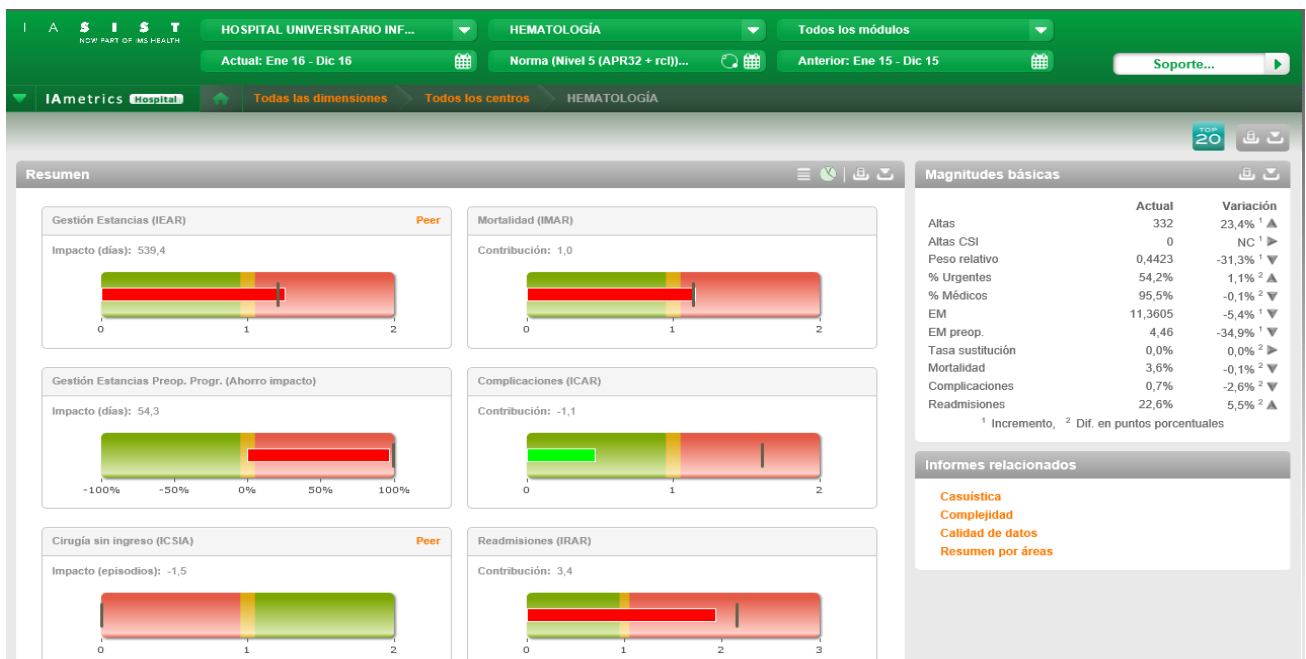 IASIST
NOW PART OF IMS HEALTH
HOSPITAL UNIVERSITARIO INF...
HEMATOLOGÍA
Todos los módulos
Actual: Ene 16 - Dic 16
Norma (Nivel 5 (APR32 + rcl))...
Anterior: Ene 15 - Dic 15
Soporte...
IAmetrics Hospital
Todas las dimensiones
Todos los centros
HEMATOLOGÍA
TOP 20
Resumen
Gestión Estancias (IEAR) Peer
Impacto (días): 539,4
0 1 2
Mortalidad (IMAR)
Contribución: 1,0
0 1 2
Gestión Estancias Preop. Progr. (Ahorro impacto)
Impacto (días): 54,3
-100% -50% 0% 50% 100%
Complicaciones (ICAR)
Contribución: -1,1
0 1 2
Cirugía sin ingreso (ICSIA) Peer
Impacto (episodios): -1,5
0 1 2
Readmisiones (IRAR)
Contribución: 3,4
0 1 2 3
Magnitudes básicas
Actual Variación
Altas 332 23,4% ¹
Altas CSI 0 NC ¹
Peso relativo 0,4423 -31,3% ¹
% Urgentes 54,2% 1,1% ²
% Médicos 95,5% -0,1% ²
EM 11,3605 -5,4% ¹
EM preop. 4,46 -34,9% ¹
Tasa sustitución 0,0% 0,0% ²
Mortalidad 3,6% -0,1% ²
Complicaciones 0,7% -2,6% ²
Readmisiones 22,6% 5,5% ²
¹ Incremento, ² Dif. en puntos porcentuales
Informes relacionados
Casuística
Complejidad
Calidad de datos
Resumen por áreas